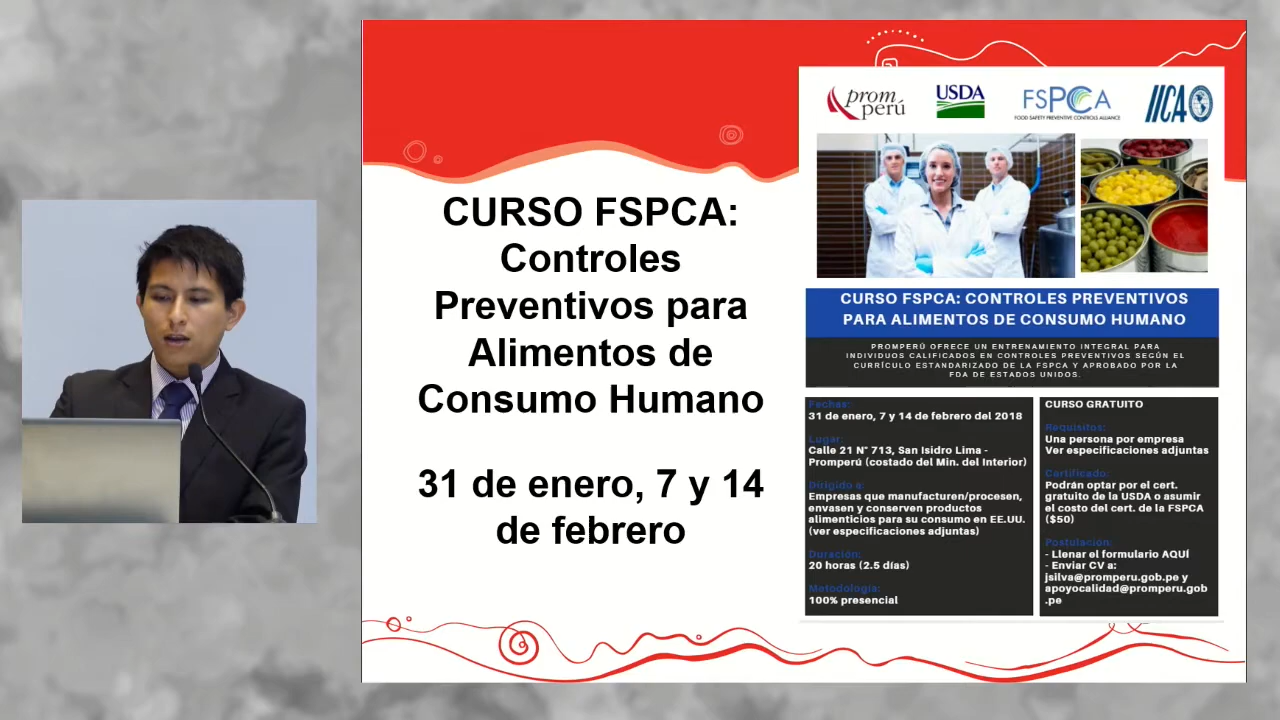 CURSO FSPCA:
Controles
Preventivos para
Alimentos de
Consumo Humano
31 de enero, 7 y 14
de febrero
prom
perú
USDA
FSPCA
FOOD SAFETY PREVENTIVE CONTROLS ALLIANCE
IICA
CURSO FSPCA: CONTROLES PREVENTIVOS
PARA ALIMENTOS DE CONSUMO HUMANO
PROMPERÚ OFRECE UN ENTRENAMIENTO INTEGRAL PARA
INDIVIDUOS CALIFICADOS EN CONTROLES PREVENTIVOS SEGÚN EL
CURRÍCULO ESTANDARIZADO DE LA FSPCA Y APROBADO POR LA
FDA DE ESTADOS UNIDOS.
Fechas:
31 de enero, 7 y 14 de febrero del 2018
Lugar:
Calle 21 N° 713, San Isidro Lima -
Promperú (costado del Min. del Interior)
Dirigido a:
Empresas que manufacturen/procesen,
envasen y conserven productos
alimenticios para su consumo en EE.UU.
(ver especificaciones adjuntas)
Duración:
20 horas (2.5 días)
Metodología:
100% presencial
CURSO GRATUITO
Requisitos:
Una persona por empresa
Ver especificaciones adjuntas
Certificado:
Podrán optar por el cert.
gratuito de la USDA o asumir
el costo del cert. de la FSPCA
($50)
Postulación:
- Llenar el formulario AQUÍ
- Enviar CV a:
jsilva@promperu.gob.pe y
apoyocalidad@promperu.gob
.pe